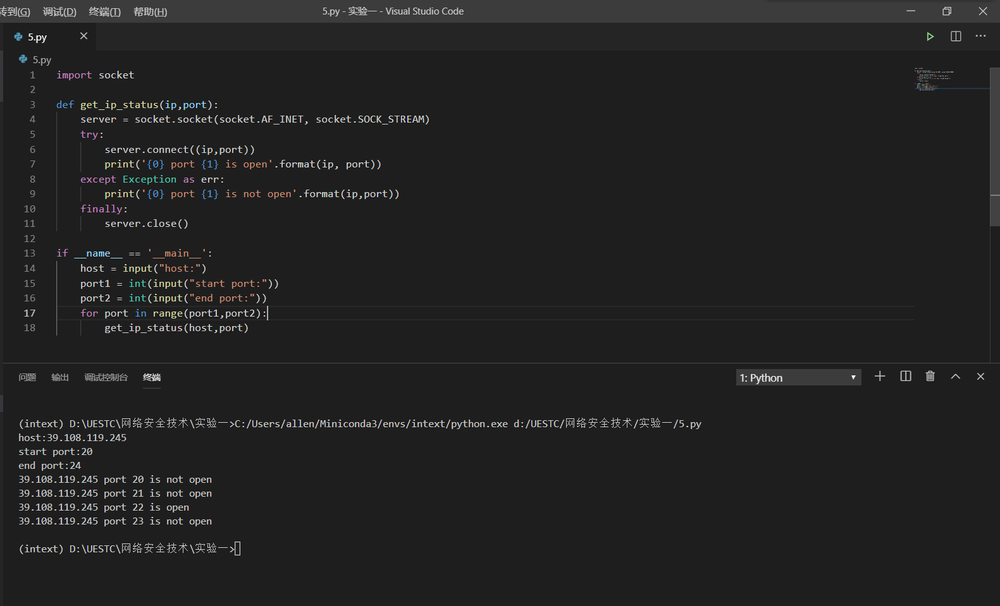 转到(G) 调试(D) 终端(T) 帮助(H) 5.py - 实验一 - Visual Studio Code
5.py
5.py
1 import socket
2
3 def get_ip_status(ip,port):
4 server = socket.socket(socket.AF_INET, socket.SOCK_STREAM)
5 try:
6 server.connect((ip,port))
7 print('{0} port {1} is open'.format(ip, port))
8 except Exception as err:
9 print('{0} port {1} is not open'.format(ip,port))
10 finally:
11 server.close()
12
13 if __name__ == '__main__':
14 host = input("host:")
15 port1 = int(input("start port:"))
16 port2 = int(input("end port:"))
17 for port in range(port1,port2):
18 get_ip_status(host,port)
问题 输出 调试控制台 终端 1: Python
(intext) D:\UESTC\网络安全技术\实验一>C:/Users/allen/Miniconda3/envs/intext/python.exe d:/UESTC/网络安全技术/实验一/5.py
host:39.108.119.245
start port:20
end port:24
39.108.119.245 port 20 is not open
39.108.119.245 port 21 is not open
39.108.119.245 port 22 is open
39.108.119.245 port 23 is not open
(intext) D:\UESTC\网络安全技术\实验一>